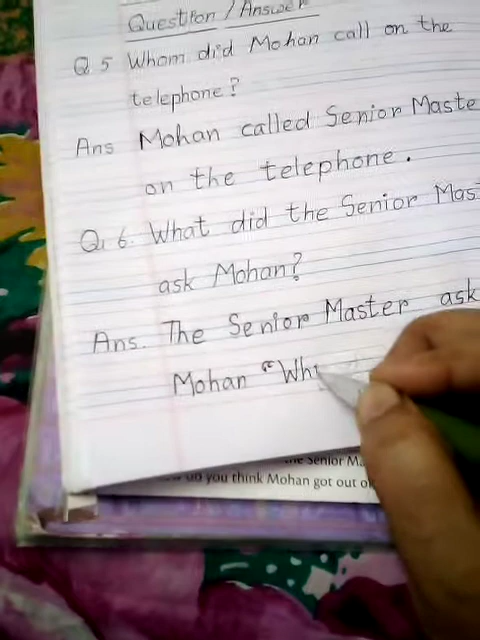 Question / Answer
Q 5 Whom did Mohan call on the
telephone?
Ans Mohan called Senior Maste
on the telephone.
Q. 6. What did the Senior Mas
ask Mohan?
Ans. The Senior Master ask
Mohan "Wh
the Senior M
do you think Mohan got out o